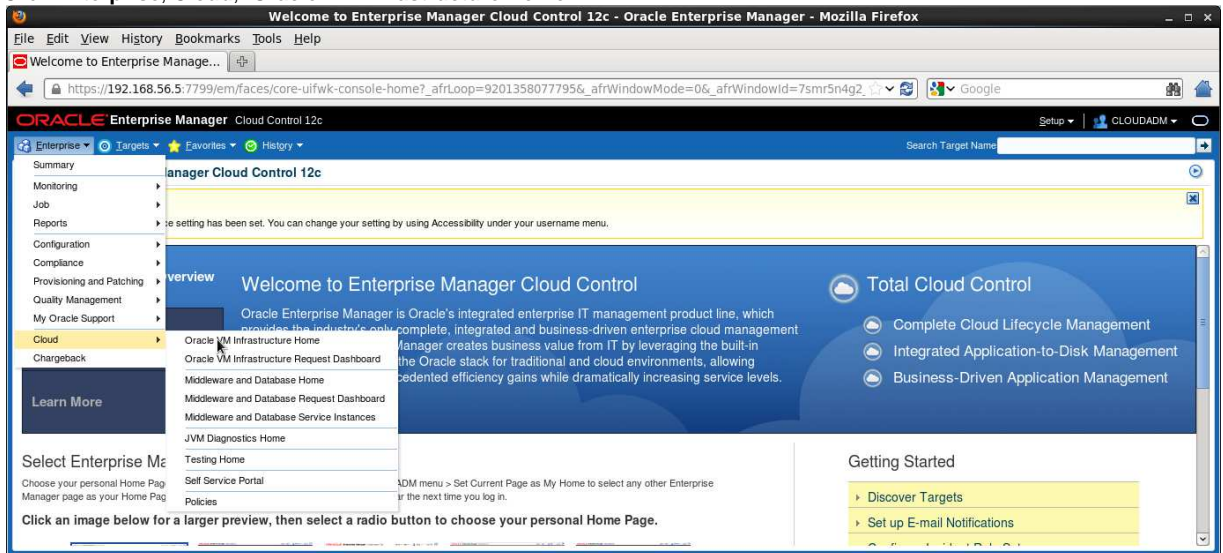 Welcome to Enterprise Manager Cloud Control 12c - Oracle Enterprise Manager - Mozilla Firefox
File Edit View History Bookmarks Tools Help
Welcome to Enterprise Manage...
https://192.168.56.5:7799/em/faces/core-uifwk-console-home?_afrLoop=9201358077795&_afrWindowMode=0&_afrWindowId=7smr5n4g2_
Google
ORACLE Enterprise Manager Cloud Control 12c
Setup CLOUDADM
Enterprise Targets Favorites History
Search Target Name
Summary
Monitoring
Job
Reports
Configuration
Compliance
Provisioning and Patching
Quality Management
My Oracle Support
Cloud
Chargeback
Oracle VM Infrastructure Home
Oracle VM Infrastructure Request Dashboard
Middleware and Database Home
Middleware and Database Request Dashboard
Middleware and Database Service Instances
JVM Diagnostics Home
Testing Home
Self Service Portal
Policies
anager Cloud Control 12c
e setting has been set. You can change your setting by using Accessibility under your username menu.
verview
Learn More
Welcome to Enterprise Manager Cloud Control
Oracle Enterprise Manager is Oracle's integrated enterprise IT management product line, which
provides the industry's only complete, integrated and business-driven enterprise cloud management
Manager creates business value from IT by leveraging the built-in
the Oracle stack for traditional and cloud environments, allowing
cedented efficiency gains while dramatically increasing service levels.
Total Cloud Control
Complete Cloud Lifecycle Management
Integrated Application-to-Disk Management
Business-Driven Application Management
Select Enterprise Ma
Choose your personal Home Pag
ADM menu > Set Current Page as My Home to select any other Enterprise
Manager page as your Home Pag
ar the next time you log in.
Click an image below for a larger preview, then select a radio button to choose your personal Home Page.
Getting Started
Discover Targets
Set up E-mail Notifications